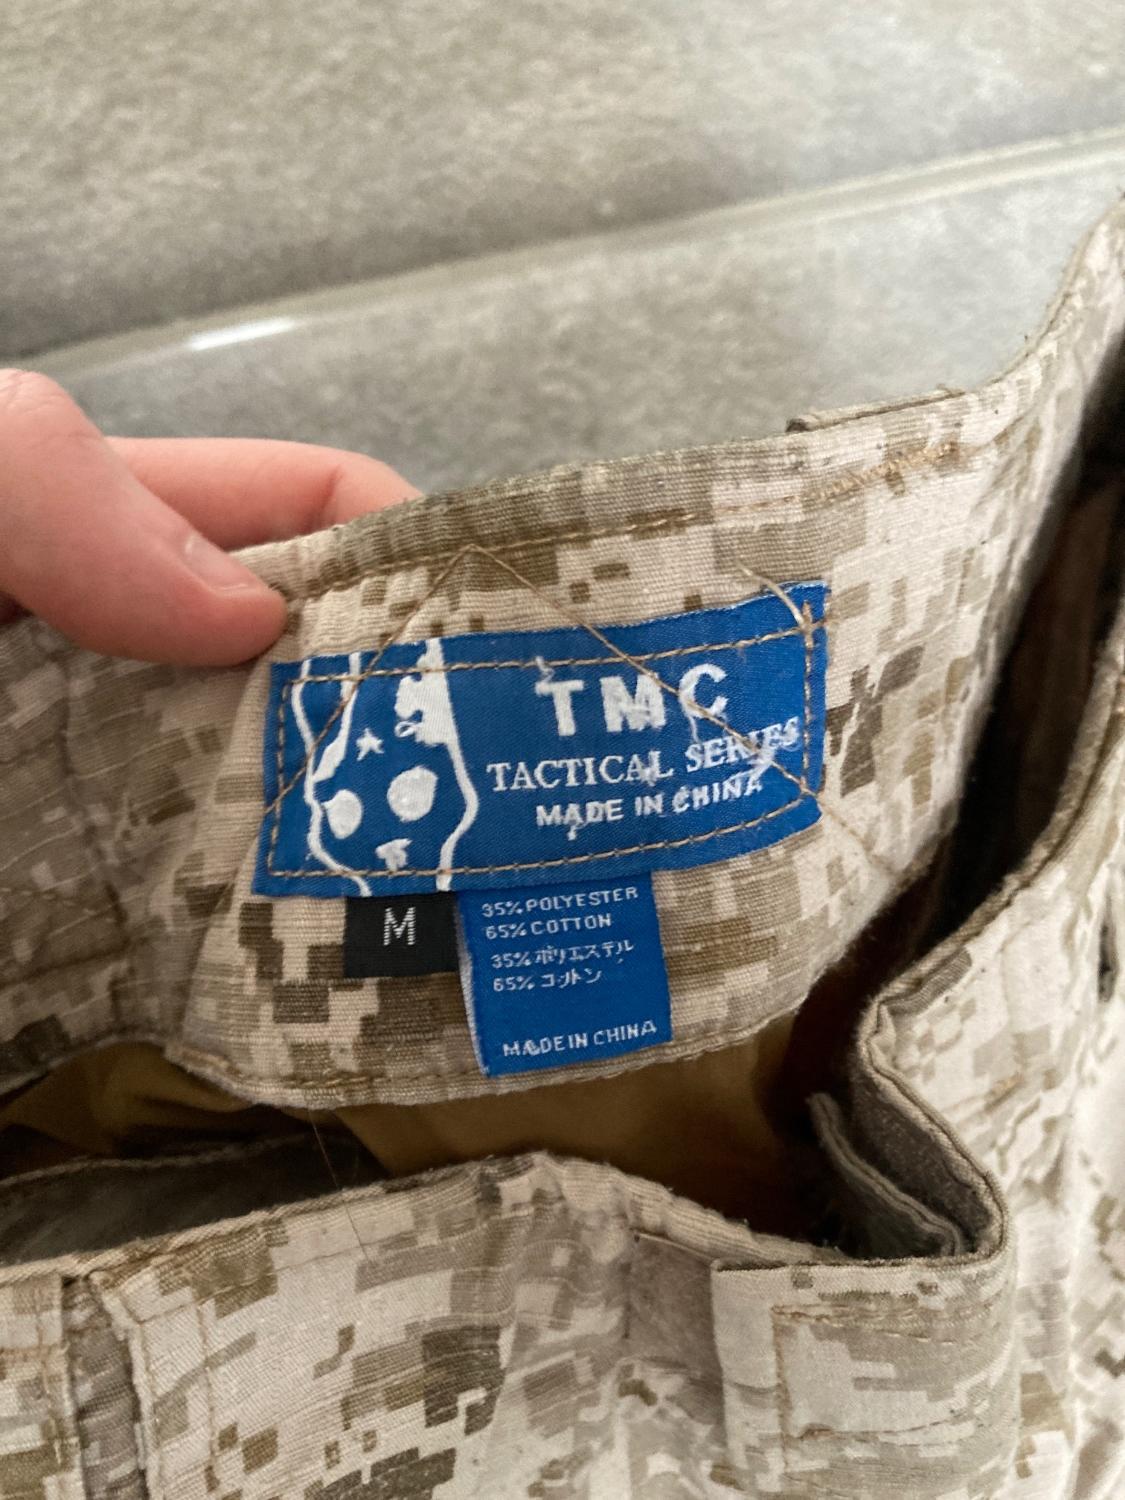 TMC
TACTICAL SERIES
MADE IN CHINA
M
35% POLYESTER
65% COTTON
35% ポリエステル
65% コットン
MADE IN CHINA